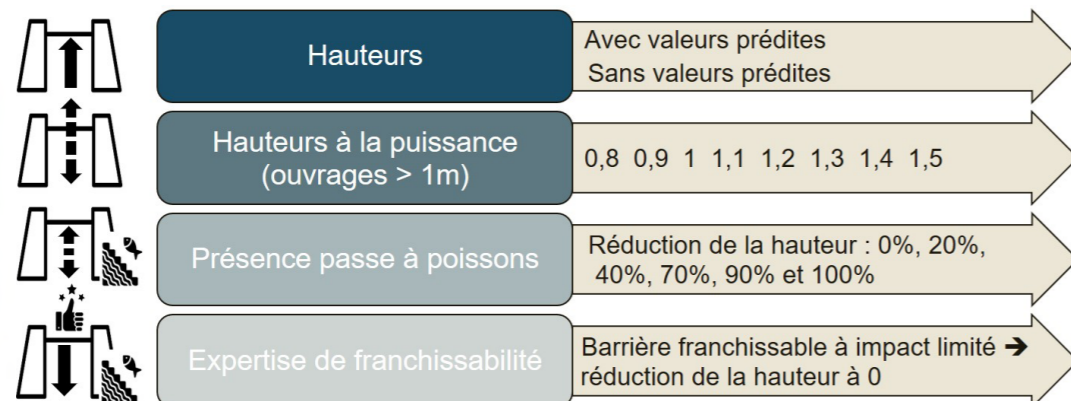 Hauteurs
Avec valeurs prédites
Sans valeurs prédites
Hauteurs à la puissance
(ouvrages > 1m)
0,8 0,9 1 1,1 1,2 1,3 1,4 1,5
Présence passe à poissons
Réduction de la hauteur : 0%, 20%,
40%, 70%, 90% et 100%
Expertise de franchissabilité
Barrière franchissable à impact limité ➔
réduction de la hauteur à 0